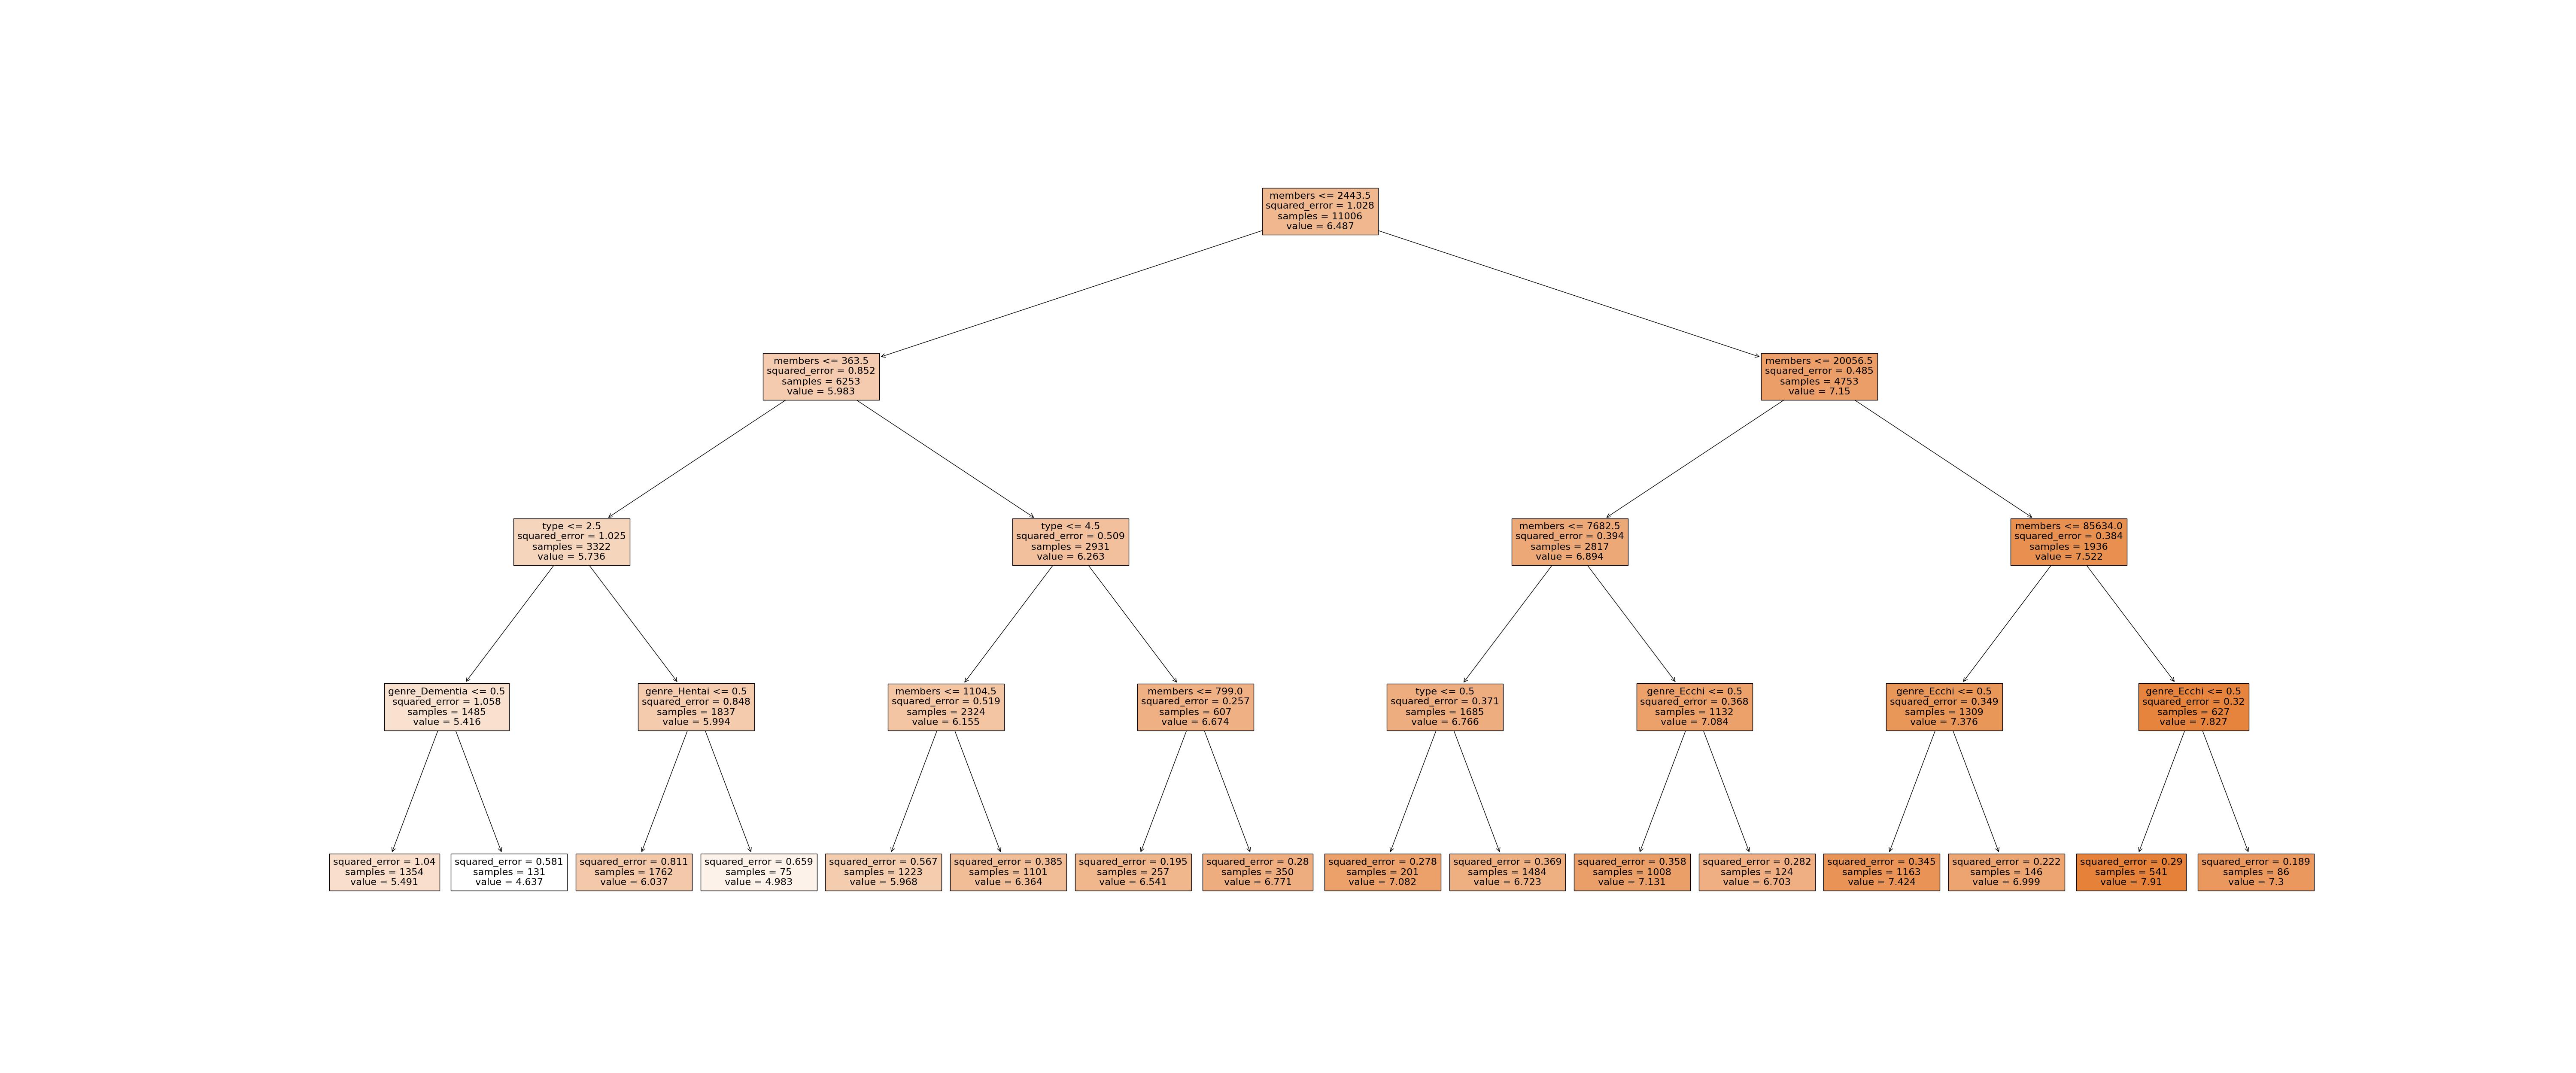 members <= 2443.5
squared_error = 1.028
samples = 11006
value = 6.487
members <= 363.5
squared_error = 0.852
samples = 6253
value = 5.983
members <= 20056.5
squared_error = 0.485
samples = 4753
value = 7.15
type <= 2.5
squared_error = 1.025
samples = 3322
value = 5.736
type <= 4.5
squared_error = 0.509
samples = 2931
value = 6.263
members <= 7682.5
squared_error = 0.394
samples = 2817
value = 6.894
members <= 85634.0
squared_error = 0.384
samples = 1936
value = 7.522
genre_Dementia <= 0.5
squared_error = 1.058
samples = 1485
value = 5.416
genre_Hentai <= 0.5
squared_error = 0.848
samples = 1837
value = 5.994
members <= 1104.5
squared_error = 0.519
samples = 2324
value = 6.155
members <= 799.0
squared_error = 0.257
samples = 607
value = 6.674
type <= 0.5
squared_error = 0.371
samples = 1685
value = 6.766
genre_Ecchi <= 0.5
squared_error = 0.368
samples = 1132
value = 7.084
genre_Ecchi <= 0.5
squared_error = 0.349
samples = 1309
value = 7.376
genre_Ecchi <= 0.5
squared_error = 0.32
samples = 627
value = 7.827
squared_error = 1.04
samples = 1354
value = 5.491
squared_error = 0.581
samples = 131
value = 4.637
squared_error = 0.811
samples = 1762
value = 6.037
squared_error = 0.659
samples = 75
value = 4.983
squared_error = 0.567
samples = 1223
value = 5.968
squared_error = 0.385
samples = 1101
value = 6.364
squared_error = 0.195
samples = 257
value = 6.541
squared_error = 0.28
samples = 350
value = 6.771
squared_error = 0.278
samples = 201
value = 7.082
squared_error = 0.369
samples = 1484
value = 6.723
squared_error = 0.358
samples = 1008
value = 7.131
squared_error = 0.282
samples = 124
value = 6.703
squared_error = 0.345
samples = 1163
value = 7.424
squared_error = 0.222
samples = 146
value = 6.999
squared_error = 0.29
samples = 541
value = 7.91
squared_error = 0.189
samples = 86
value = 7.3